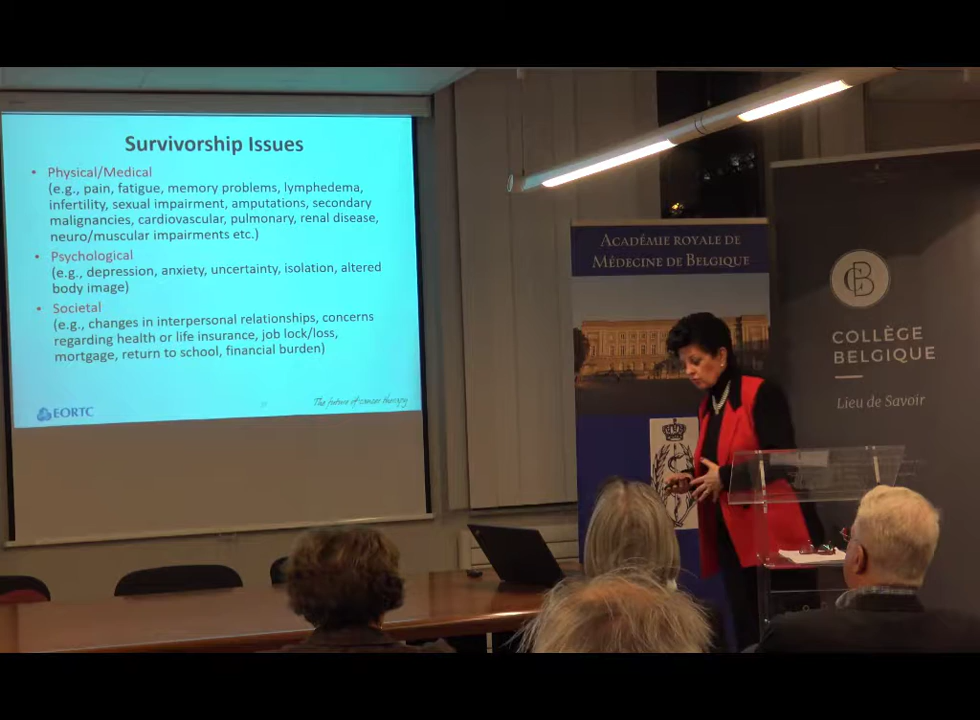 Survivorship Issues
• Physical/Medical
(e.g., pain, fatigue, memory problems, lymphedema,
infertility, sexual impairment, amputations, secondary
malignancies, cardiovascular, pulmonary, renal disease,
neuro/muscular impairments etc.)
• Psychological
(e.g., depression, anxiety, uncertainty, isolation, altered
body image)
• Societal
(e.g., changes in interpersonal relationships, concerns
regarding health or life insurance, job lock/loss,
mortgage, return to school, financial burden)
EORTC
The future of cancer therapy
Académie royale de
Médecine de Belgique
CB
COLLÈGE
BELGIQUE
Lieu de Savoir